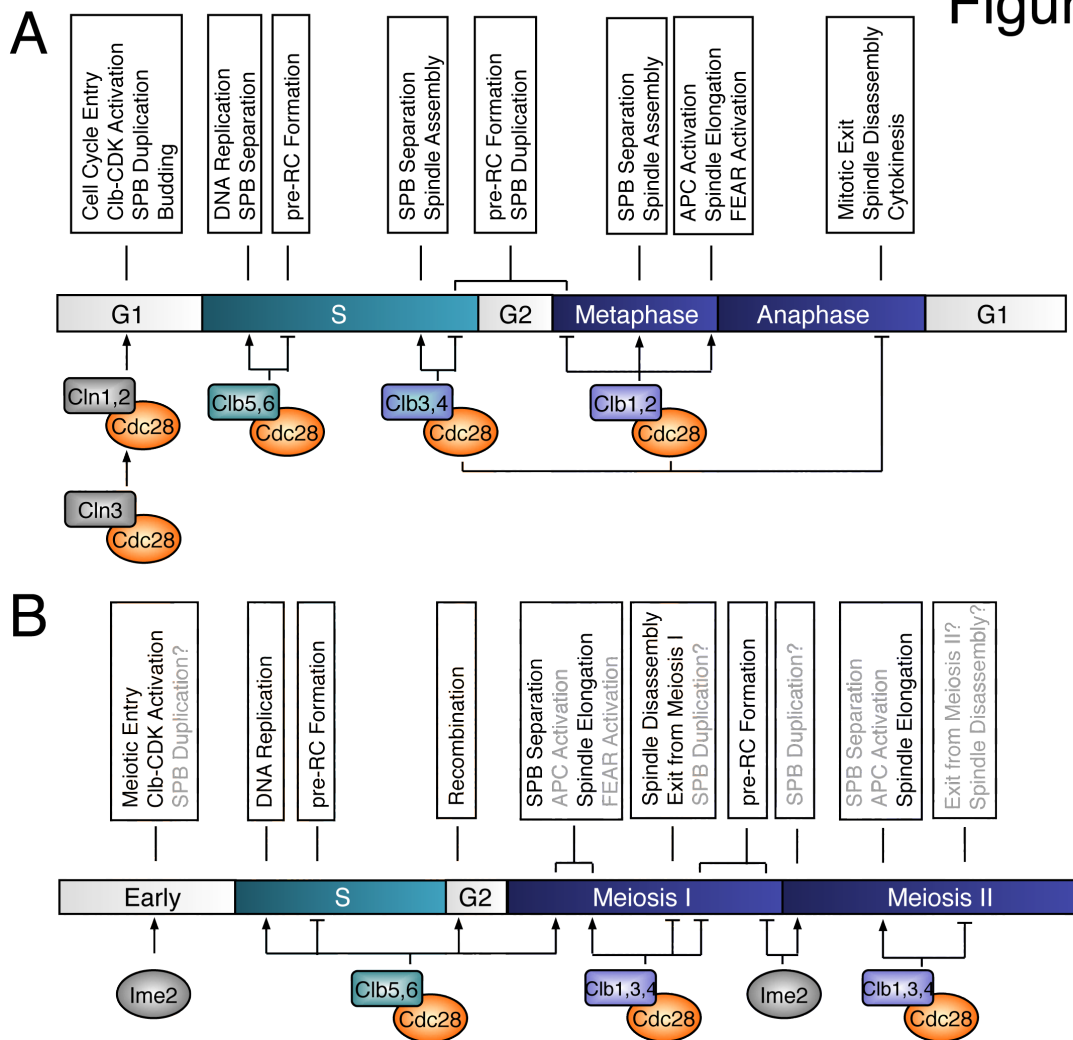 Figur
A
Cell Cycle Entry
Clb-CDK Activation
SPB Duplication
Budding
DNA Replication
SPB Separation
pre-RC Formation
SPB Separation
Spindle Assembly
pre-RC Formation
SPB Duplication
SPB Separation
Spindle Assembly
APC Activation
Spindle Elongation
FEAR Activation
Mitotic Exit
Spindle Disassembly
Cytokinesis
G1 S G2 Metaphase Anaphase G1
Cln1,2 Clb5,6 Clb3,4 Clb1,2
Cdc28 Cdc28 Cdc28 Cdc28
Cln3
Cdc28
B
Meiotic Entry
Clb-CDK Activation
SPB Duplication?
DNA Replication
pre-RC Formation
Recombination
SPB Separation
APC Activation
Spindle Elongation
FEAR Activation
Spindle Disassembly
Exit from Meiosis I
SPB Duplication?
pre-RC Formation
SPB Duplication?
SPB Separation
APC Activation
Spindle Elongation
Exit from Meiosis II?
Spindle Disassembly?
Early S G2 Meiosis I Meiosis II
Ime2 Clb5,6 Clb1,3,4 Ime2 Clb1,3,4
Cdc28 Cdc28 Cdc28